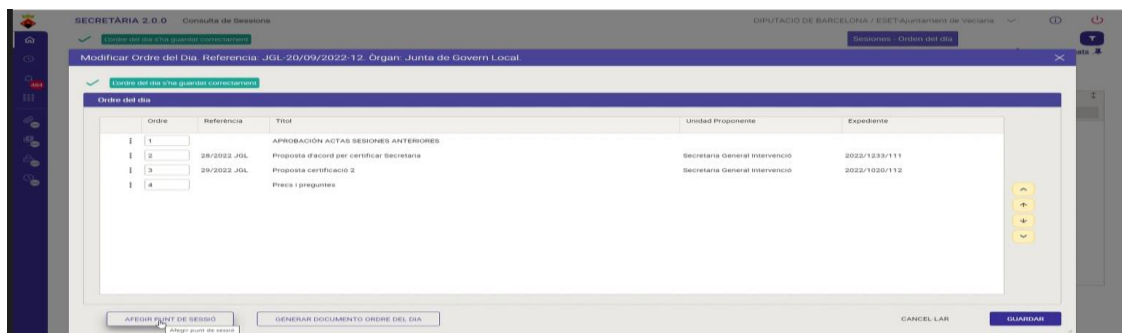 SECRETÀRIA 2.0.0 Consulta de Sessions DIPUTACIÓ DE BARCELONA / ESET-Ajuntament de Veciana
L'ordre del dia s'ha guardat correctament Sesiones - Orden del día
Modificar Ordre del Dia. Referencia: JGL-20/09/2022-12. Òrgan: Junta de Govern Local.
L'ordre del dia s'ha guardat correctament
Ordre del dia
Ordre Referència Títol Unidad Proponente Expediente
1 APROBACIÓN ACTAS SESIONES ANTERIORES
2 28/2022 JGL Proposta d'acord per certificar Secretaria Secretaria General Intervenció 2022/1233/111
3 29/2022 JGL Proposta certificació 2 Secretaria General Intervenció 2022/1020/112
4 Precs i preguntes
AFEGIR PUNT DE SESSIÓ GENERAR DOCUMENTO ORDRE DEL DIA CANCEL·LAR GUARDAR
Afegir punt de sessió